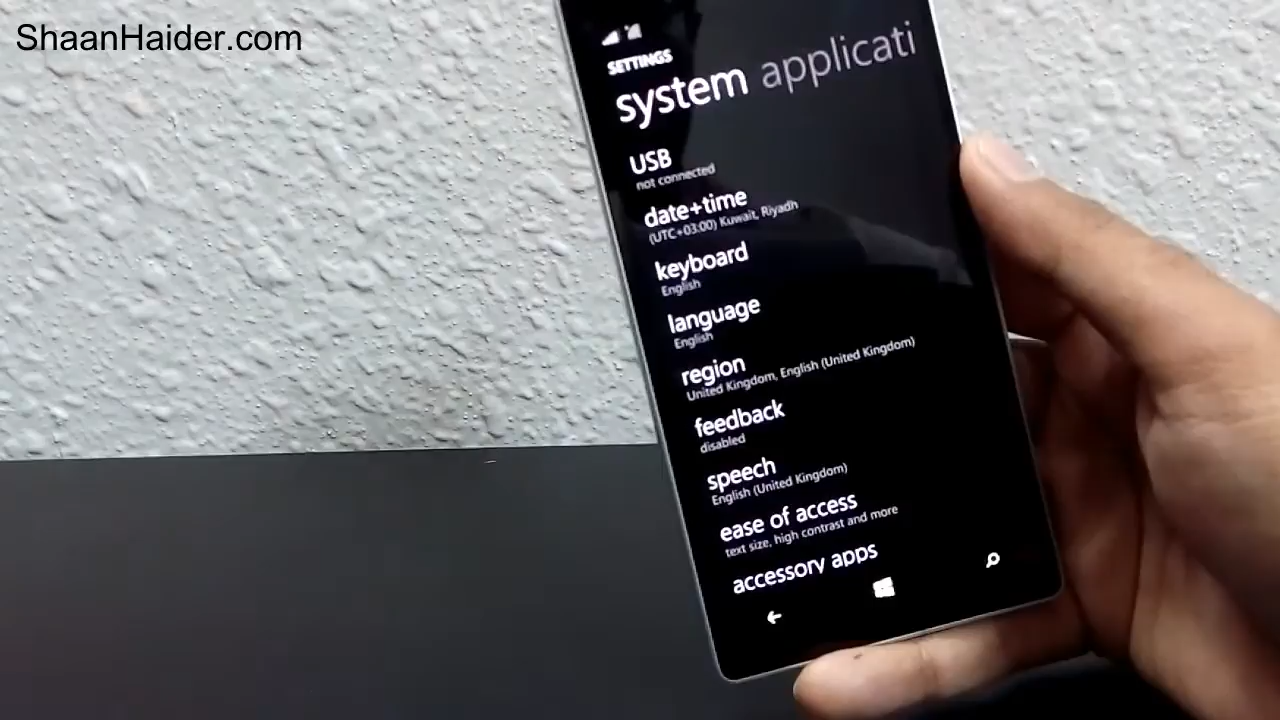 ShaanHaider.com
SETTINGS
system applicati
USB
not connected
date+time
(UTC+03:00) Kuwait, Riyadh
keyboard
English
language
English
region
United Kingdom, English (United Kingdom)
feedback
disabled
speech
English (United Kingdom)
ease of access
text size, high contrast and more
accessory apps